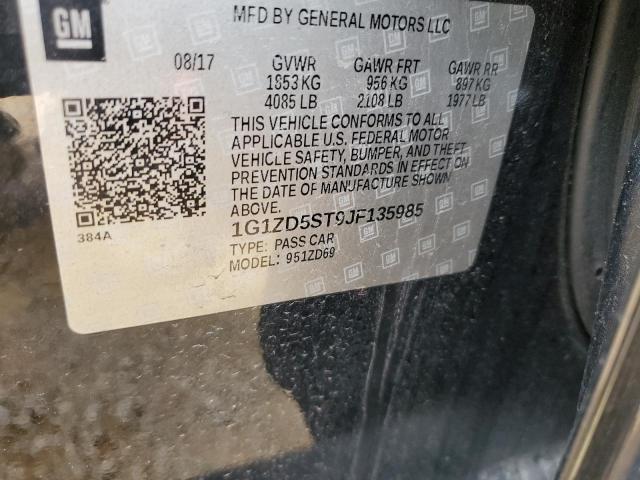 GM
MFD BY GENERAL MOTORS LLC
08/17 GVWR GAWR FRT GAWR RR
1853 KG 956 KG 897 KG
4085 LB 2108 LB 1977 LB
THIS VEHICLE CONFORMS TO ALL
APPLICABLE U.S. FEDERAL MOTOR
VEHICLE SAFETY, BUMPER, AND THEFT
PREVENTION STANDARDS IN EFFECT ON
THE DATE OF MANUFACTURE SHOWN
ABOVE.
384A
1G1ZD5ST9JF135985
TYPE: PASS CAR
MODEL: 951ZD69